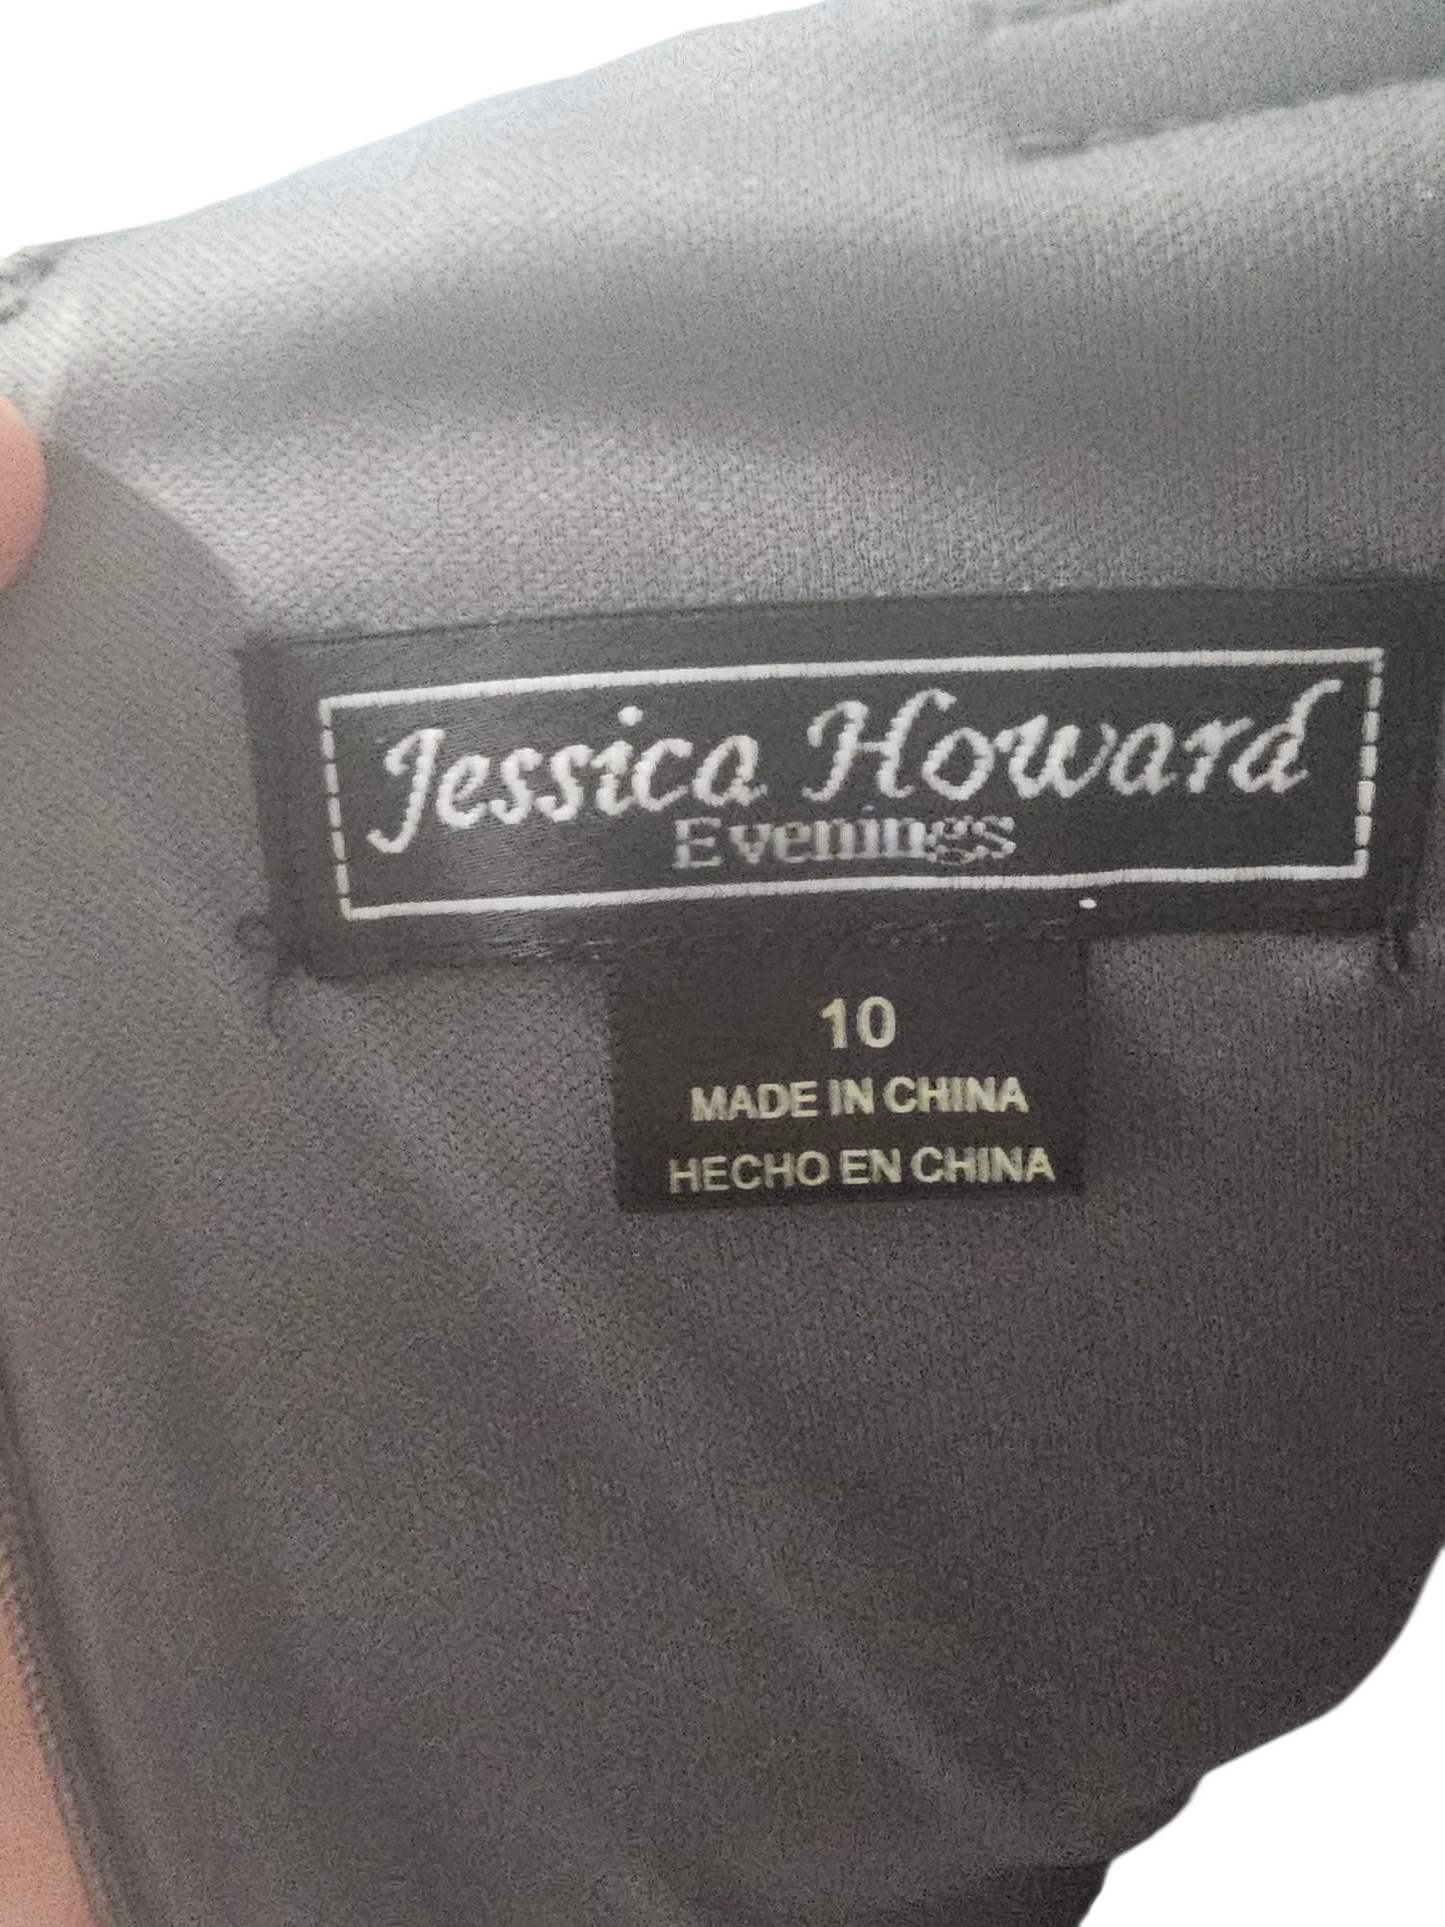 Jessica Howard
Evenings
10
MADE IN CHINA
HECHO EN CHINA